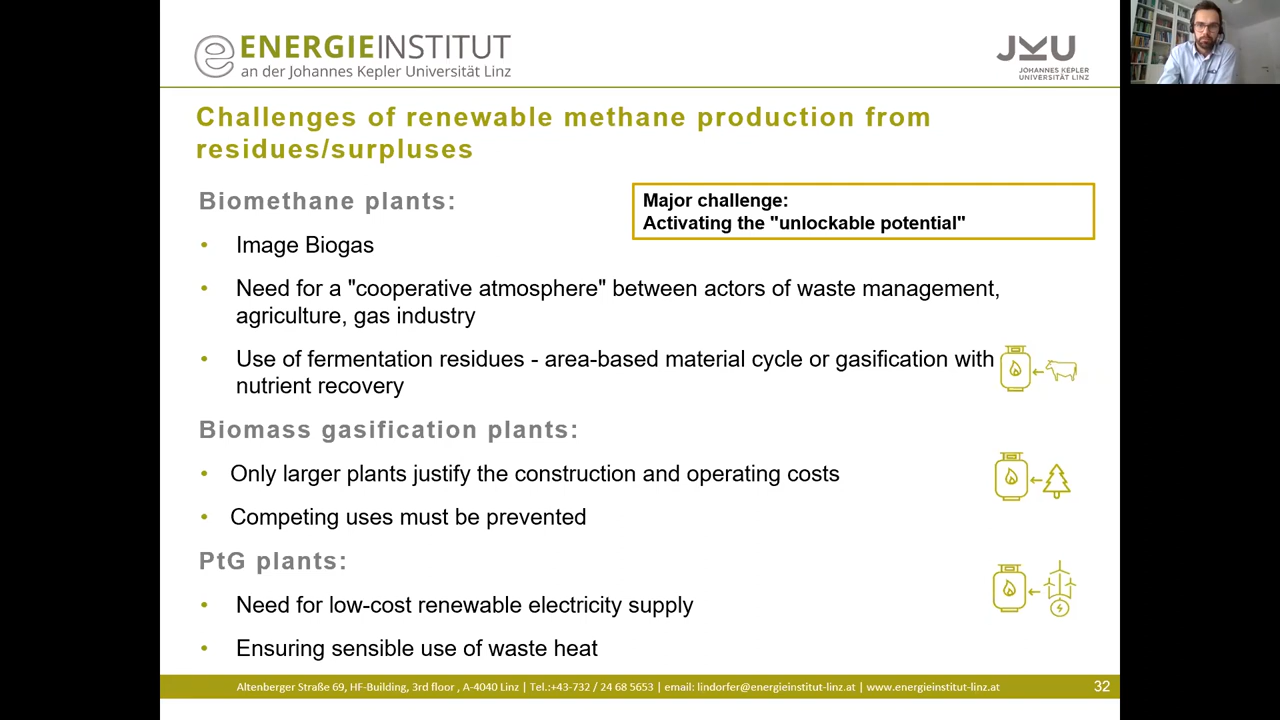 ENERGIEINSTITUT
an der Johannes Kepler Universität Linz
JKU
JOHANNES KEPLER
UNIVERSITÄT LINZ
Challenges of renewable methane production from
residues/surpluses
Biomethane plants:
Major challenge:
Activating the "unlockable potential"
• Image Biogas
• Need for a "cooperative atmosphere" between actors of waste management,
agriculture, gas industry
• Use of fermentation residues - area-based material cycle or gasification with
nutrient recovery
Biomass gasification plants:
• Only larger plants justify the construction and operating costs
• Competing uses must be prevented
PtG plants:
• Need for low-cost renewable electricity supply
• Ensuring sensible use of waste heat
Altenberger Straße 69, HF-Building, 3rd floor , A-4040 Linz | Tel.:+43-732 / 24 68 5653 | email: lindorfer@energieinstitut-linz.at | www.energieinstitut-linz.at
32